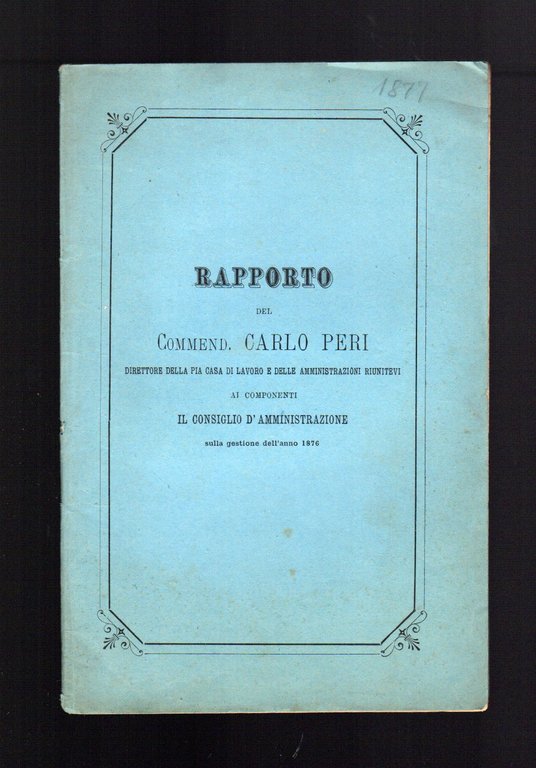 1877
RAPPORTO
DEL
COMMEND. CARLO PERI
DIRETTORE DELLA PIA CASA DI LAVORO E DELLE AMMINISTRAZIONI RIUNITEVI
AI COMPONENTI
IL CONSIGLIO D'AMMINISTRAZIONE
sulla gestione dell'anno 1876